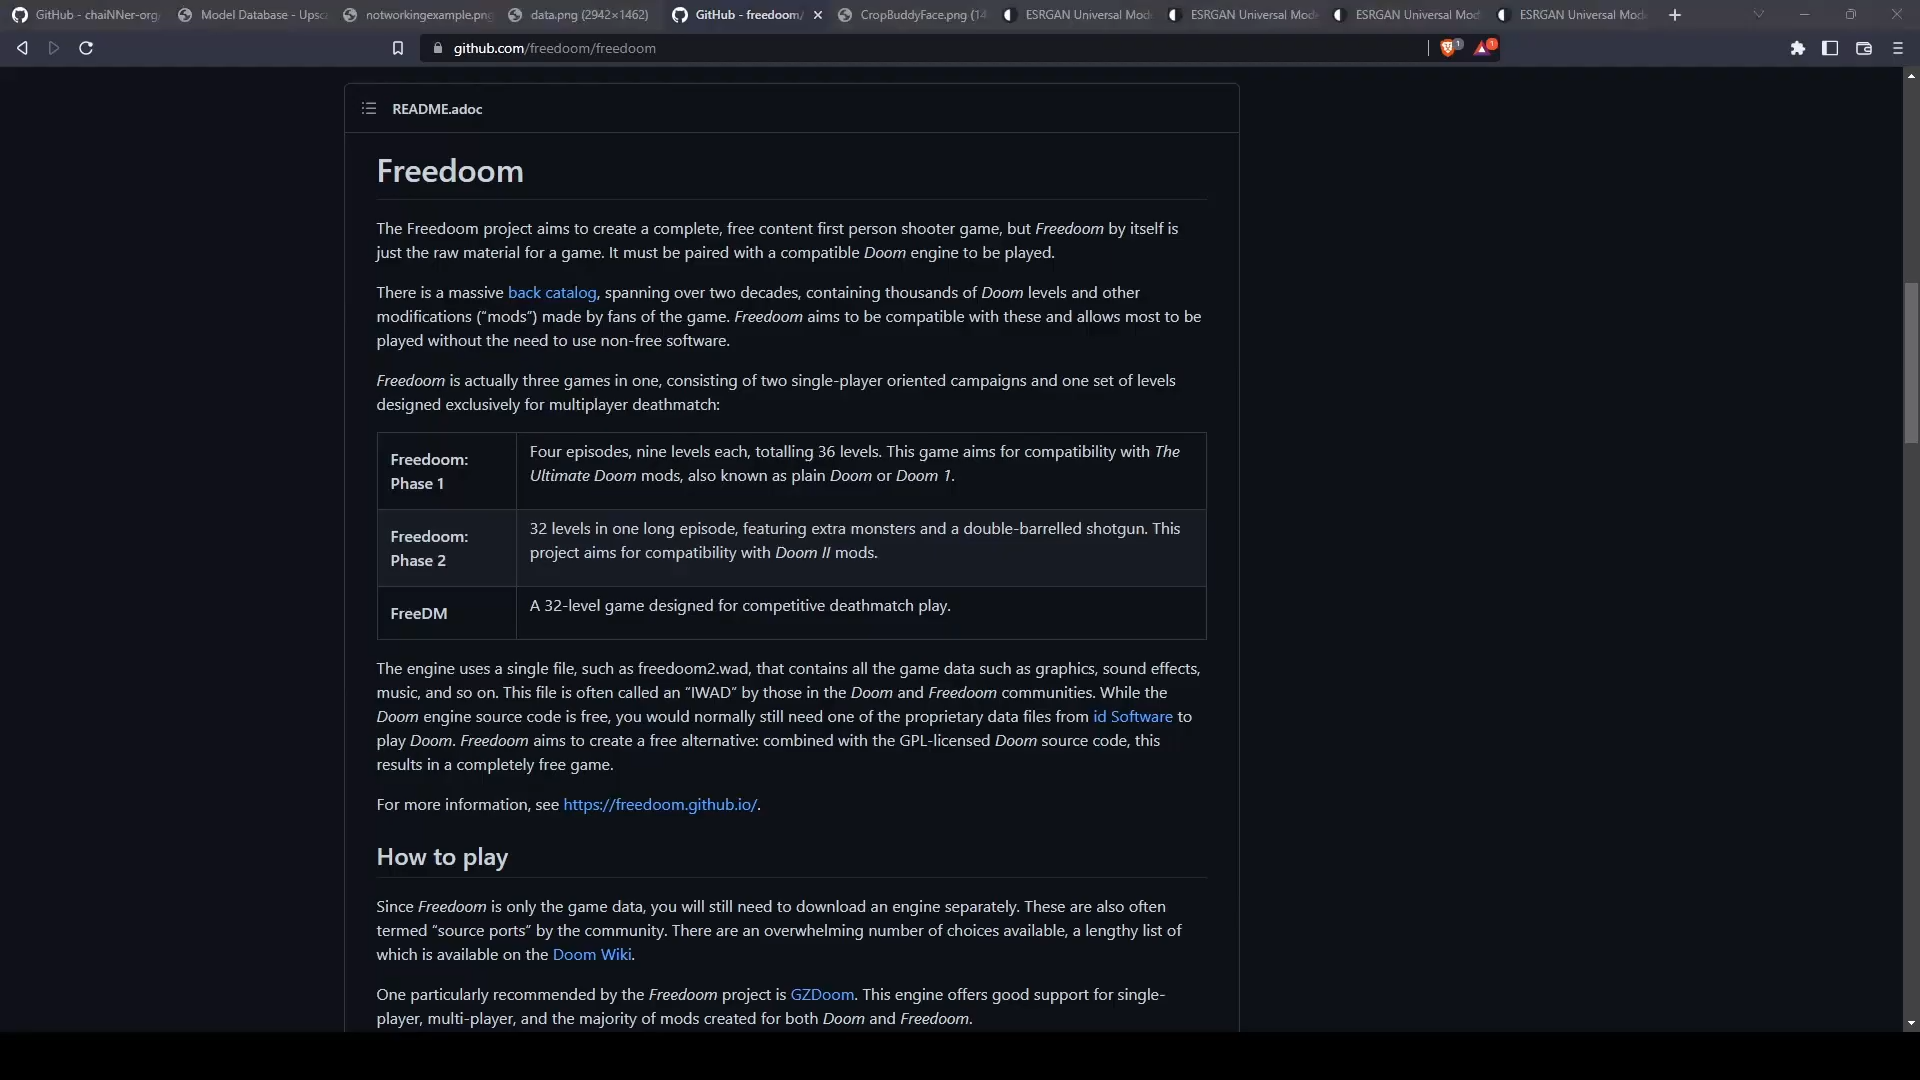 GitHub - chaiNNer-org
Model Database - Upsc
notworkingexample.png
data.png (2942×1462)
GitHub - freedoom/
CropBuddyFace.png (14
ESRGAN Universal Mod
ESRGAN Universal Mod
ESRGAN Universal Mod
ESRGAN Universal Mod
github.com/freedoom/freedoom
1
1
README.adoc
Freedoom
The Freedoom project aims to create a complete, free content first person shooter game, but Freedoom by itself is
just the raw material for a game. It must be paired with a compatible Doom engine to be played.
There is a massive back catalog, spanning over two decades, containing thousands of Doom levels and other
modifications (“mods”) made by fans of the game. Freedoom aims to be compatible with these and allows most to be
played without the need to use non-free software.
Freedoom is actually three games in one, consisting of two single-player oriented campaigns and one set of levels
designed exclusively for multiplayer deathmatch:
Freedoom:
Phase 1
Four episodes, nine levels each, totalling 36 levels. This game aims for compatibility with The
Ultimate Doom mods, also known as plain Doom or Doom 1.
Freedoom:
Phase 2
32 levels in one long episode, featuring extra monsters and a double-barrelled shotgun. This
project aims for compatibility with Doom II mods.
FreeDM
A 32-level game designed for competitive deathmatch play.
The engine uses a single file, such as freedoom2.wad, that contains all the game data such as graphics, sound effects,
music, and so on. This file is often called an “IWAD” by those in the Doom and Freedoom communities. While the
Doom engine source code is free, you would normally still need one of the proprietary data files from id Software to
play Doom. Freedoom aims to create a free alternative: combined with the GPL-licensed Doom source code, this
results in a completely free game.
For more information, see https://freedoom.github.io/.
How to play
Since Freedoom is only the game data, you will still need to download an engine separately. These are also often
termed “source ports” by the community. There are an overwhelming number of choices available, a lengthy list of
which is available on the Doom Wiki.
One particularly recommended by the Freedoom project is GZDoom. This engine offers good support for single-
player, multi-player, and the majority of mods created for both Doom and Freedoom.